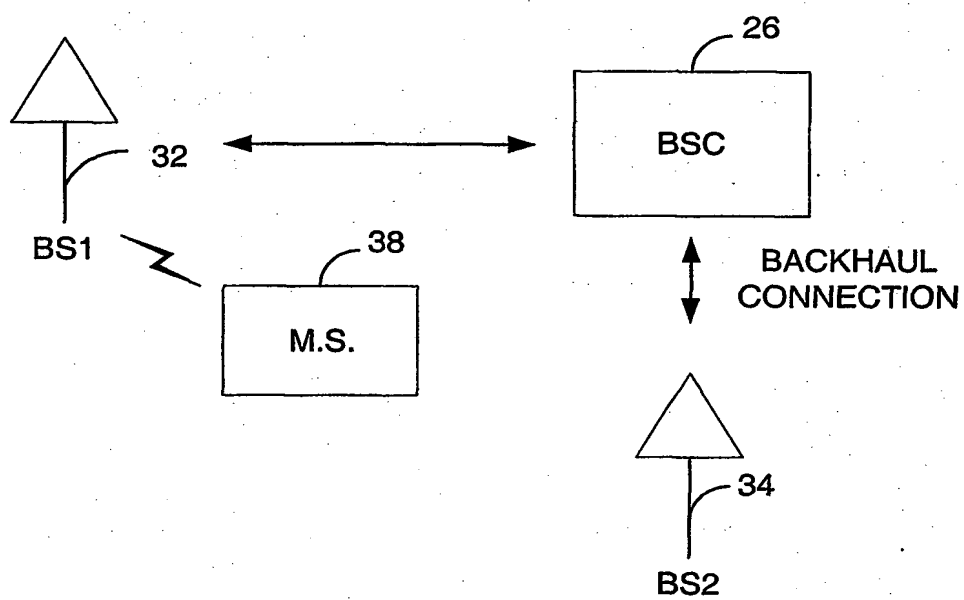 26
BSC
32
BS1
38
M.S.
BACKHAUL
CONNECTION
34
BS2